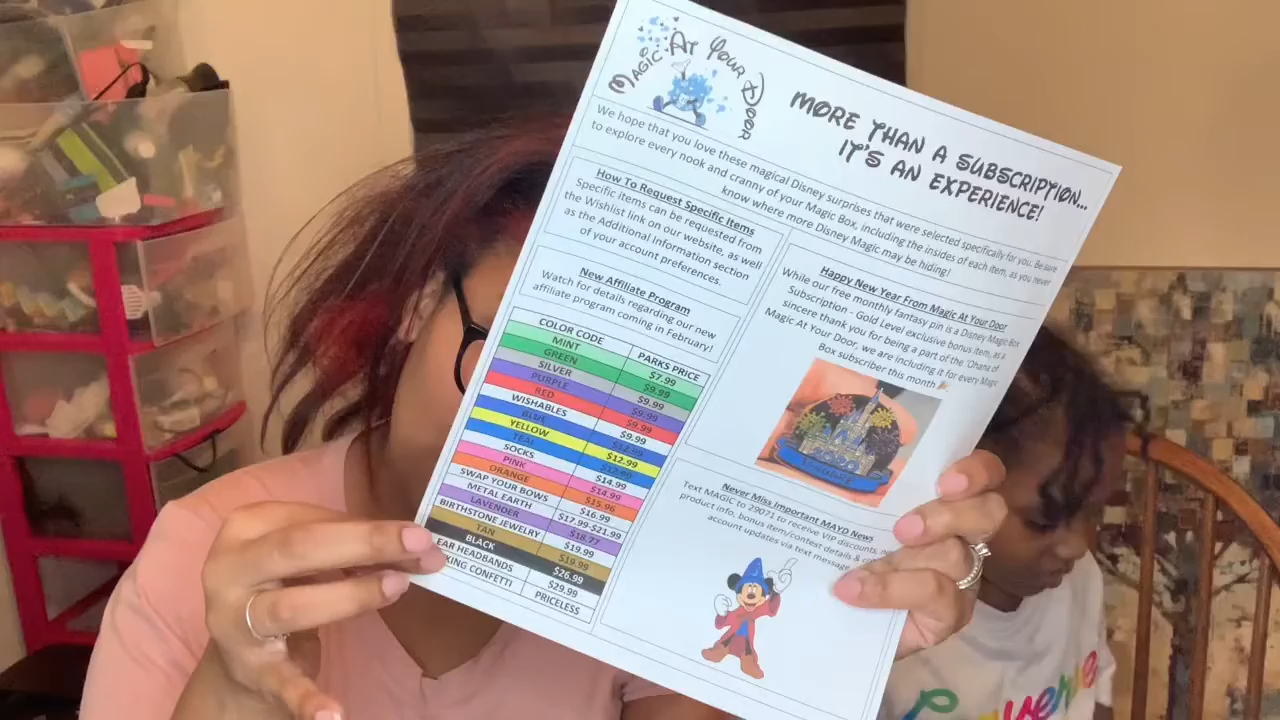 MAGIC AT YOUR DOOR
MORE THAN A SUBSCRIPTION...
IT'S AN EXPERIENCE!
We hope that you love these magical Disney surprises that were selected specifically for you. Be sure
to explore every nook and cranny of your Magic Box, including the insides of each item, as you never
know where more Disney Magic may be hiding!
How To Request Specific Items
Specific items can be requested from
the Wishlist link on our website, as well
as the Additional Information section
of your account preferences.
New Affiliate Program
Watch for details regarding our new
affiliate program coming in February!
COLOR CODE PARKS PRICE
MINT $7.99
GREEN $9.99
SILVER $9.99
PURPLE $9.99
RED $9.99
WISHABLES $9.99
BLUE
YELLOW $12.99
TEAL
SOCKS $14.99
PINK $14.99
ORANGE $15.96
SWAP YOUR BOWS $16.99
METAL EARTH $17.99-$21.99
LAVENDER $18.77
BIRTHSTONE JEWELRY $19.99
TAN $19.99
BLACK $26.99
EAR HEADBANDS $29.99
KING CONFETTI PRICELESS
Happy New Year From Magic At Your Door
While our free monthly fantasy pin is a Disney Magic Box
Subscription - Gold Level exclusive bonus item, as a
sincere thank you for being a part of the 'Ohana of
Magic At Your Door, we are including it for every Magic
Box subscriber this month
2020
Never Miss Important MAYD News
Text MAGIC to 29071 to receive VIP discounts,
product info, bonus item/contest details &
account updates via text message.
Converse